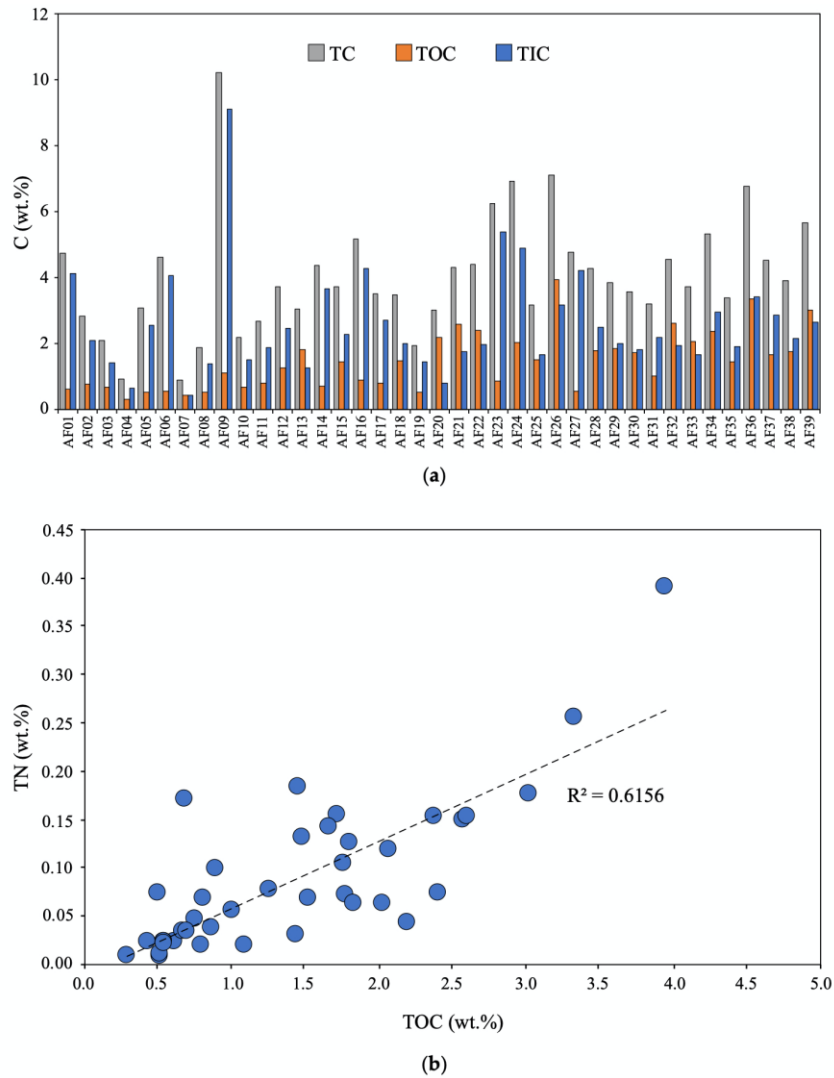 12
TC
TOC
TIC
10
8
6
4
2
0
C (wt.%)
AF01
AF02
AF03
AF04
AF05
AF06
AF07
AF08
AF09
AF10
AF11
AF12
AF13
AF14
AF15
AF16
AF17
AF18
AF19
AF20
AF21
AF22
AF23
AF24
AF25
AF26
AF27
AF28
AF29
AF30
AF31
AF32
AF33
AF34
AF35
AF36
AF37
AF38
AF39
(a)
0.45
0.40
0.35
0.30
0.25
0.20
0.15
0.10
0.05
0.00
TN (wt.%)
R² = 0.6156
0.0
0.5
1.0
1.5
2.0
2.5
3.0
3.5
4.0
4.5
5.0
TOC (wt.%)
(b)